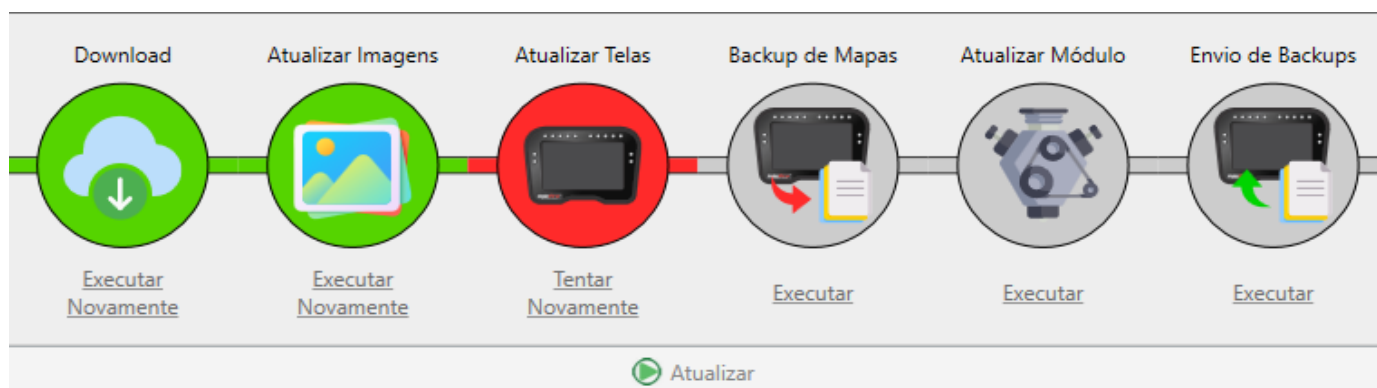 Download
Atualizar Imagens
Atualizar Telas
Backup de Mapas
Atualizar Módulo
Envio de Backups
Executar
Novamente
Executar
Novamente
Tentar
Novamente
Executar
Executar
Executar
Atualizar